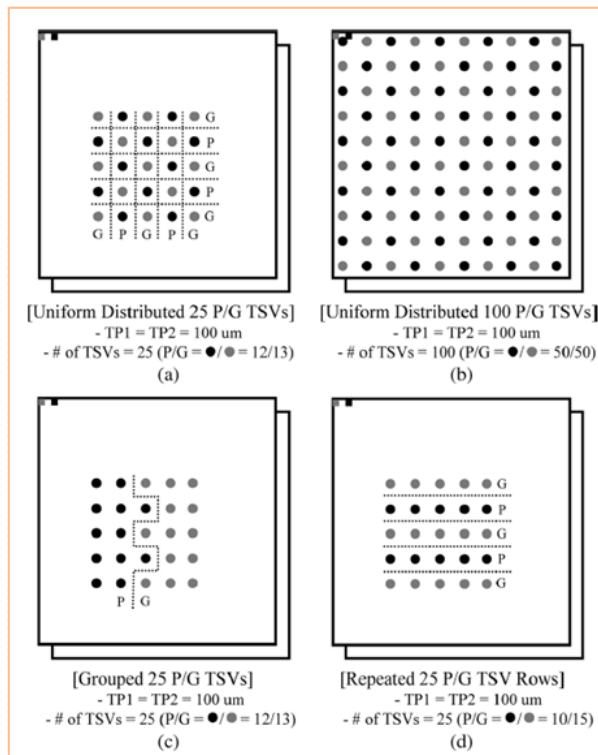 G
P
G
P
G
G P G P G
[Uniform Distributed 25 P/G TSVs]
- TP1 = TP2 = 100 um
- # of TSVs = 25 (P/G = ●/● = 12/13)
(a)
[Uniform Distributed 100 P/G TSVs]
- TP1 = TP2 = 100 um
- # of TSVs = 100 (P/G = ●/● = 50/50)
(b)
P G
[Grouped 25 P/G TSVs]
- TP1 = TP2 = 100 um
- # of TSVs = 25 (P/G = ●/● = 12/13)
(c)
G
P
G
P
G
[Repeated 25 P/G TSV Rows]
- TP1 = TP2 = 100 um
- # of TSVs = 25 (P/G = ●/● = 10/15)
(d)